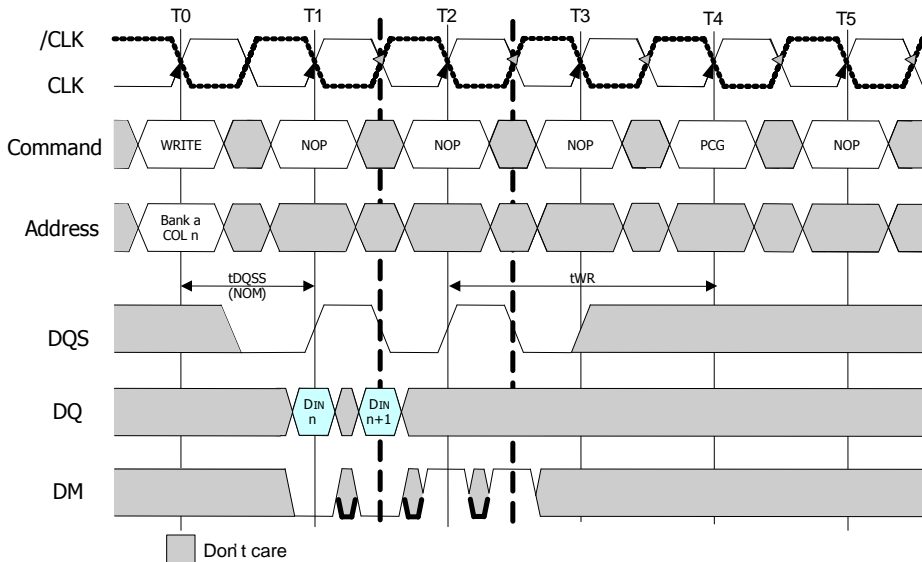 T0 T1 T2 T3 T4 T5
/CLK
CLK
Command WRITE NOP NOP NOP PCG NOP
Address Bank a
COL n
tDQSS
(NOM)
tWR
DQS
DQ DIN
n
DIN
n+1
DM
Don't care